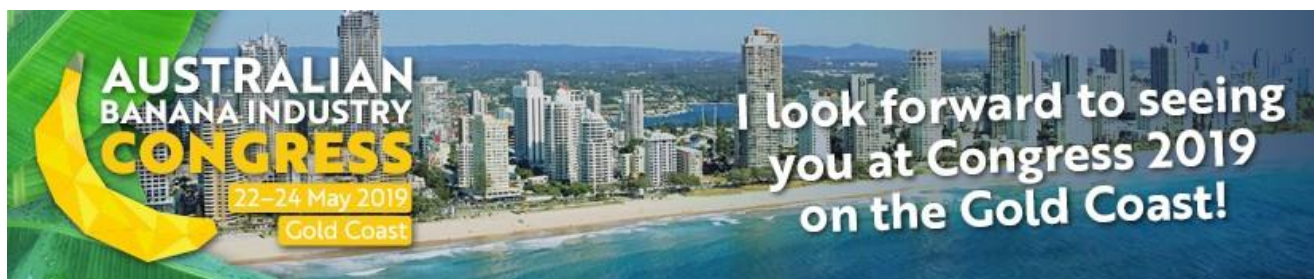 AUSTRALIAN
BANANA INDUSTRY
CONGRESS
22–24 May 2019
Gold Coast
I look forward to seeing
you at Congress 2019
on the Gold Coast!